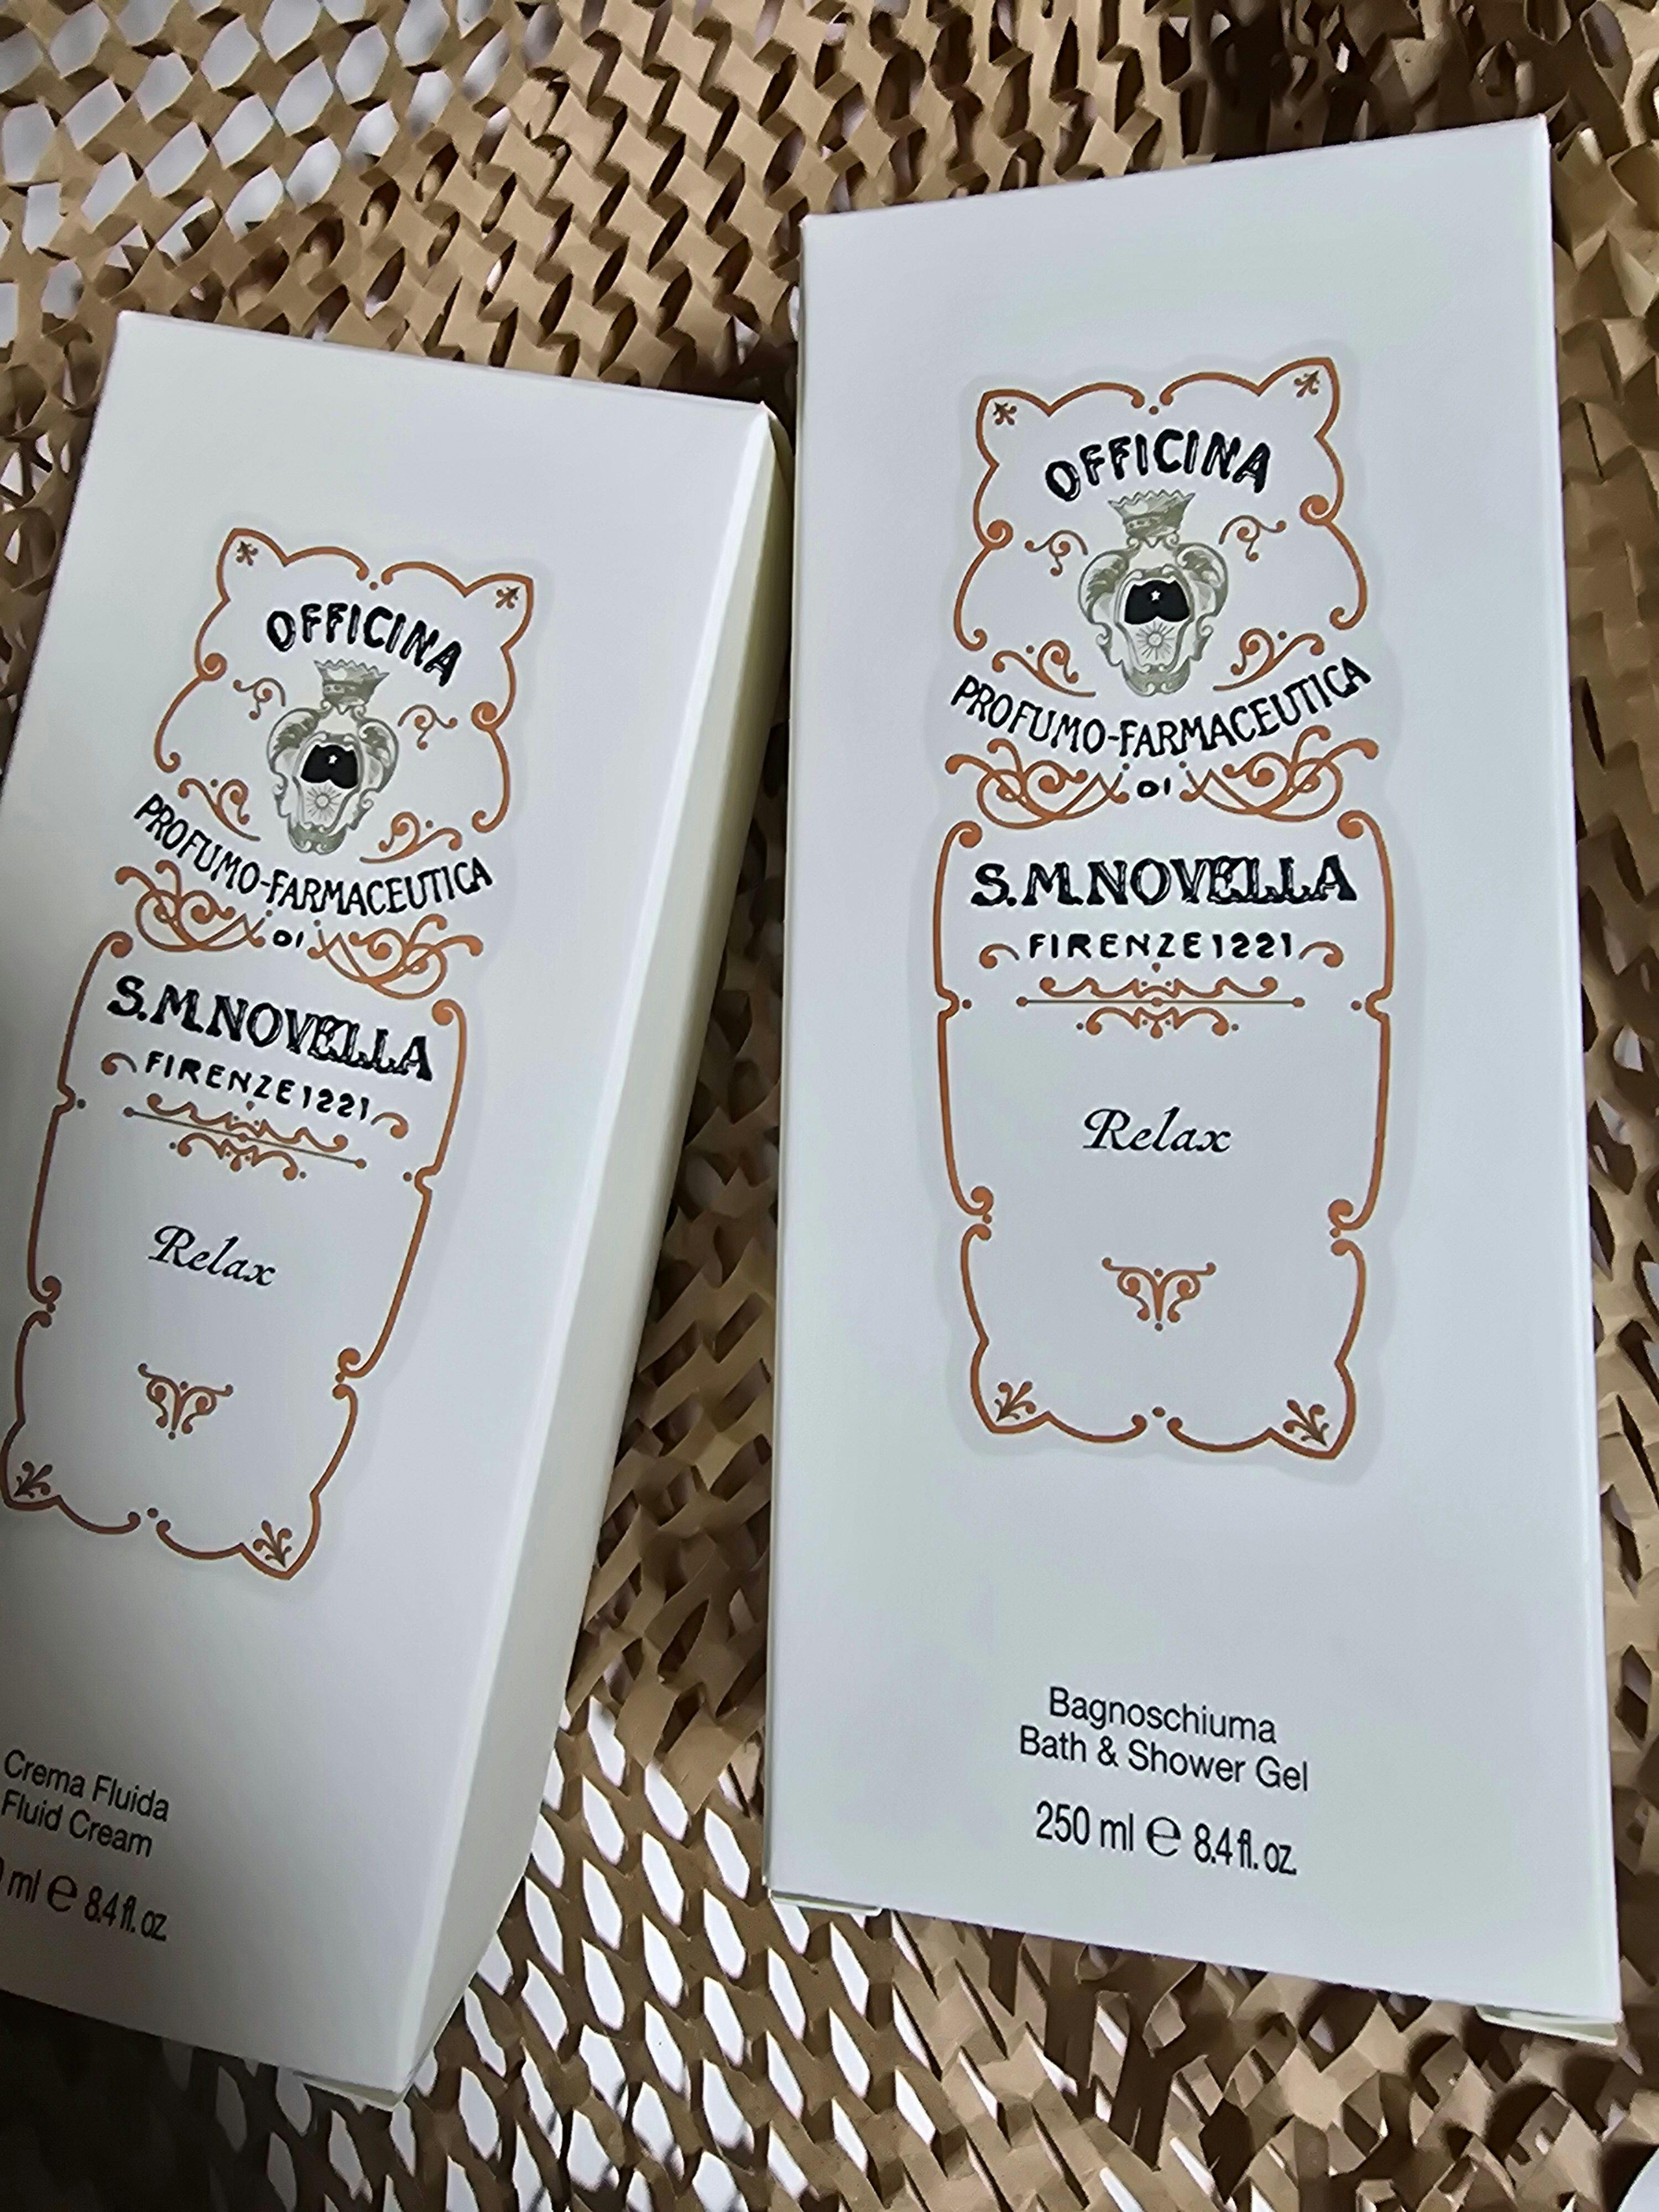 OFFICINA
PROFUMO-FARMACEUTICA
DI
S.M.NOVELLA
FIRENZE 1221
Relax
Crema Fluida
Fluid Cream
ml e 8.4 fl. oz.
OFFICINA
PROFUMO-FARMACEUTICA
DI
S.M.NOVELLA
FIRENZE 1221
Relax
Bagnoschiuma
Bath & Shower Gel
250 ml e 8.4 fl. oz.